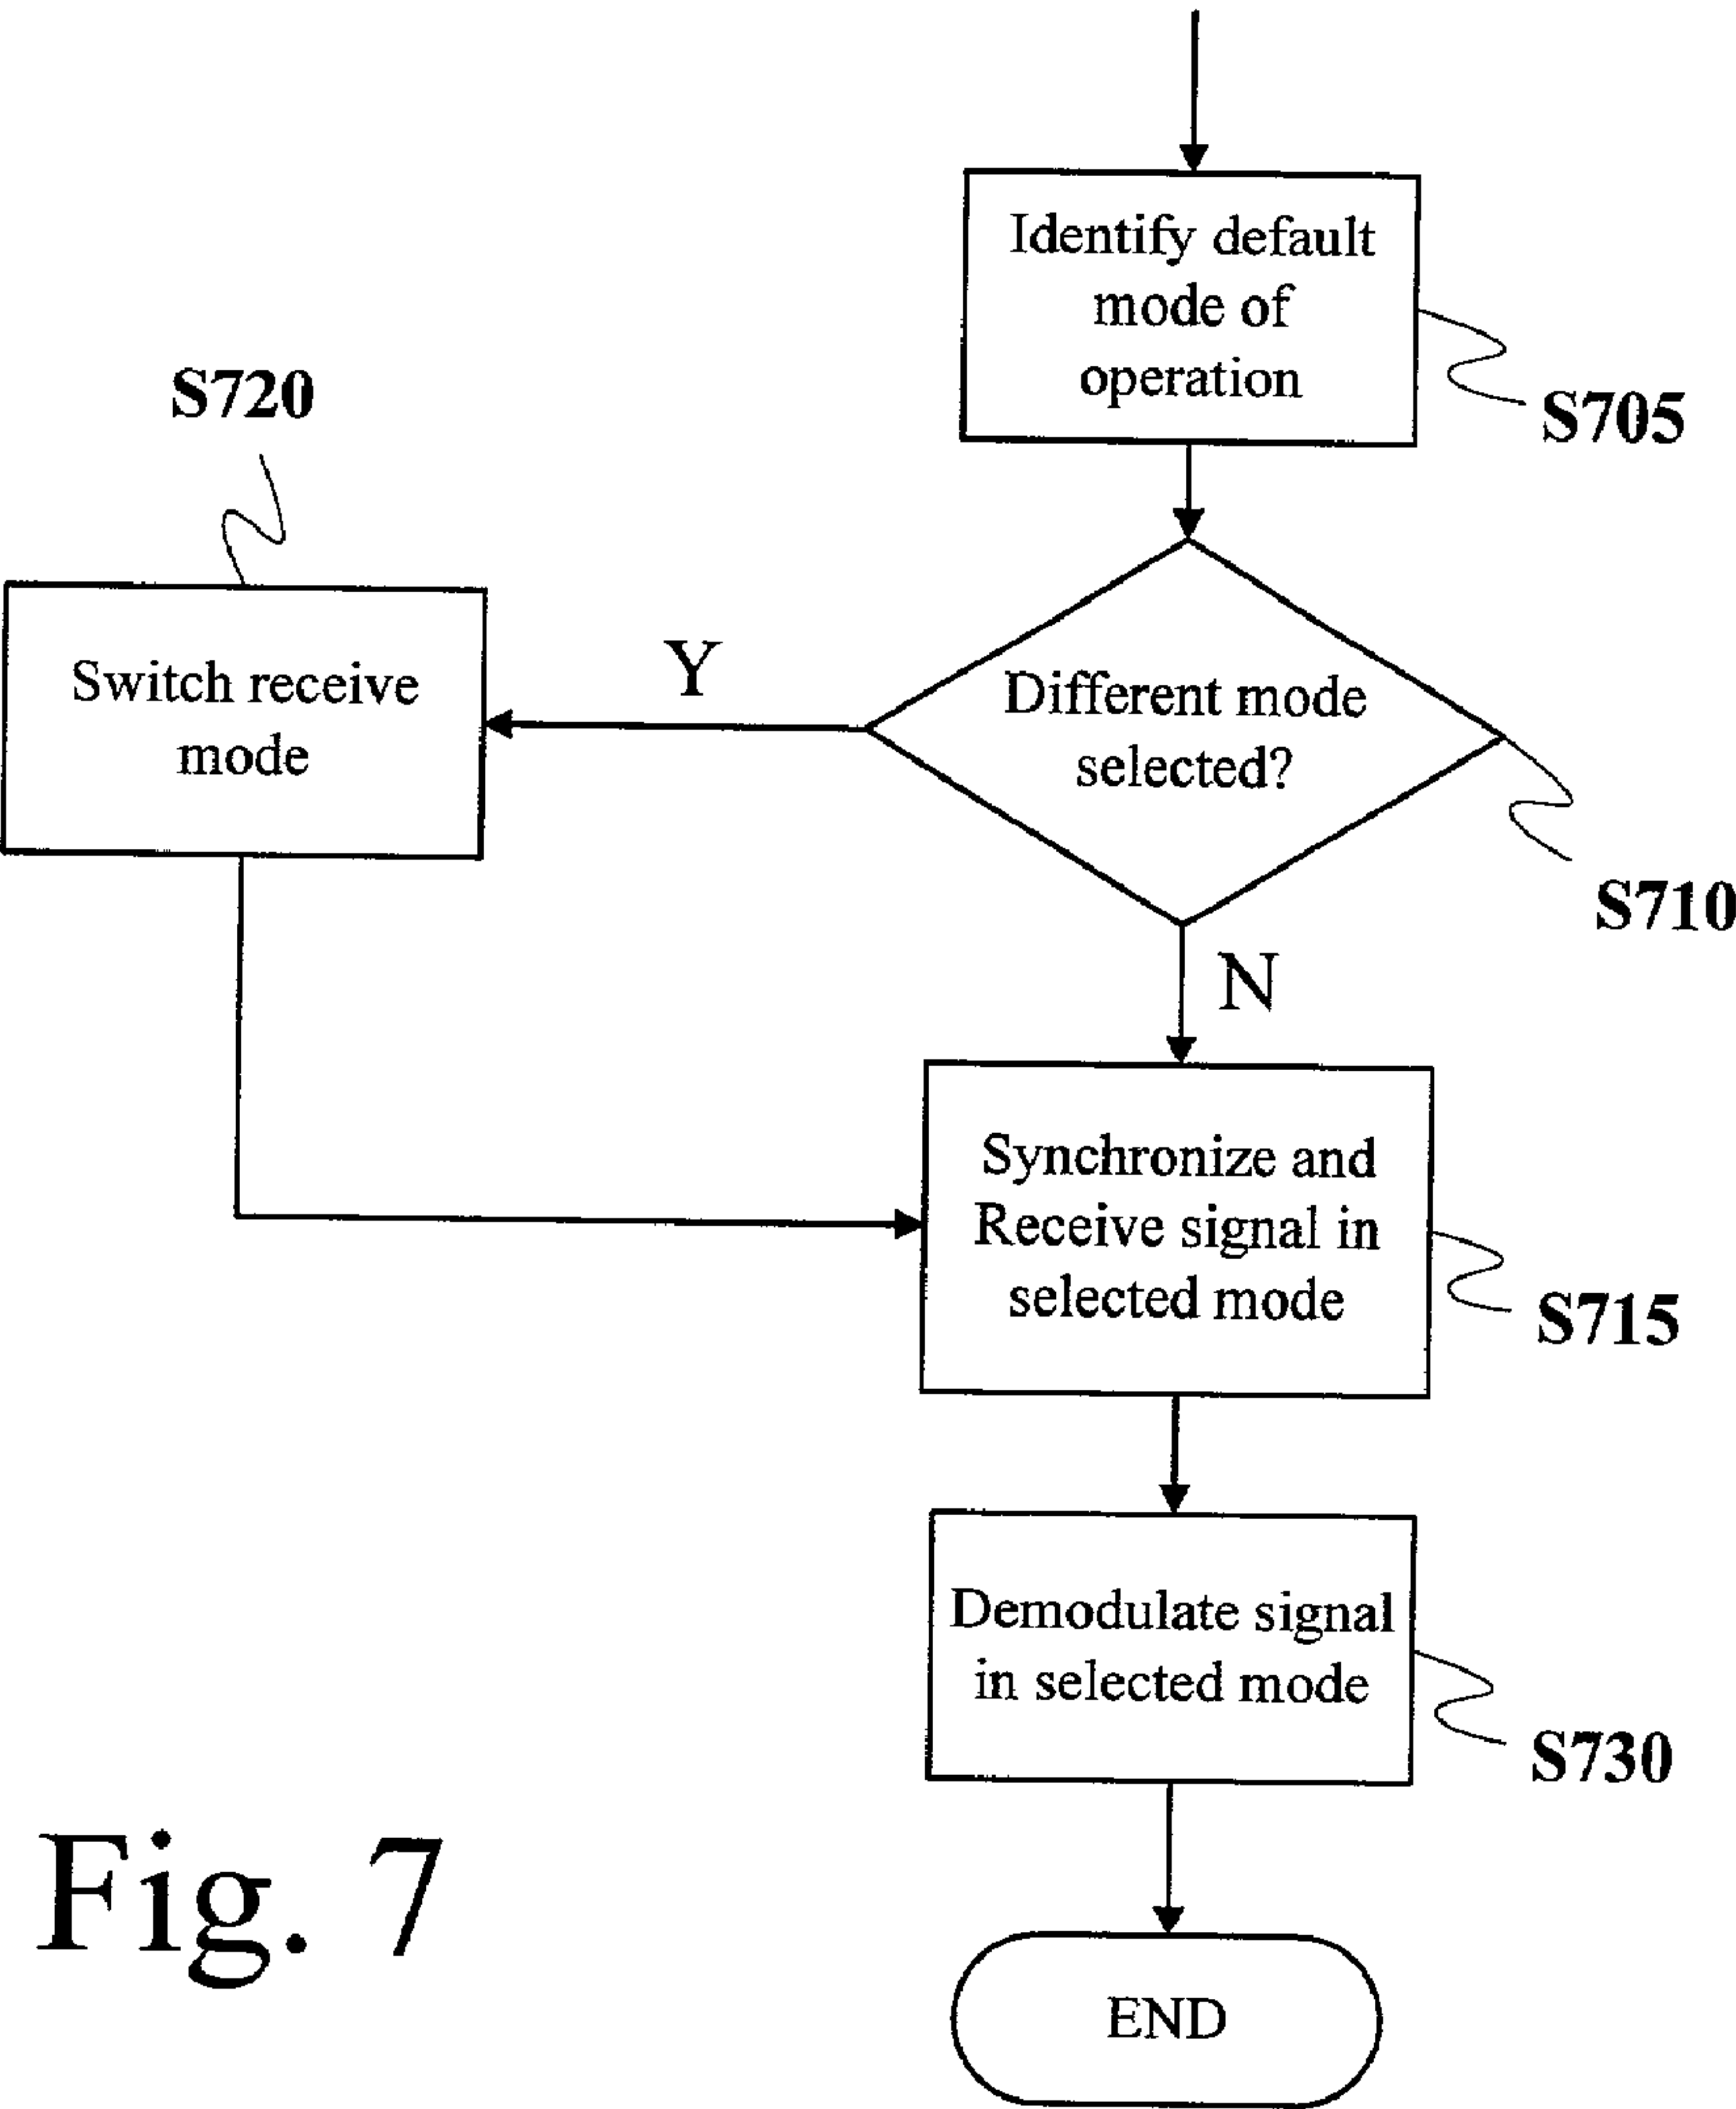 Identify default
mode of
operation
S705
S720
Switch receive
mode
Y
Different mode
selected?
S710
N
Synchronize and
Receive signal in
selected mode
S715
Demodulate signal
in selected mode
S730
Fig. 7
END